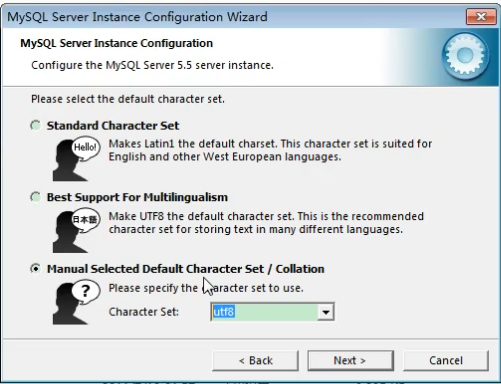 MySQL Server Instance Configuration Wizard
MySQL Server Instance Configuration
Configure the MySQL Server 5.5 server instance.
Please select the default character set.
Standard Character Set
Hello!
Makes Latin1 the default charset. This character set is suited for
English and other West European languages.
Best Support For Multilingualism
日本語
Make UTF8 the default character set. This is the recommended
character set for storing text in many different languages.
Manual Selected Default Character Set / Collation
?
Please specify the character set to use.
Character Set: utf8
< Back Next > Cancel